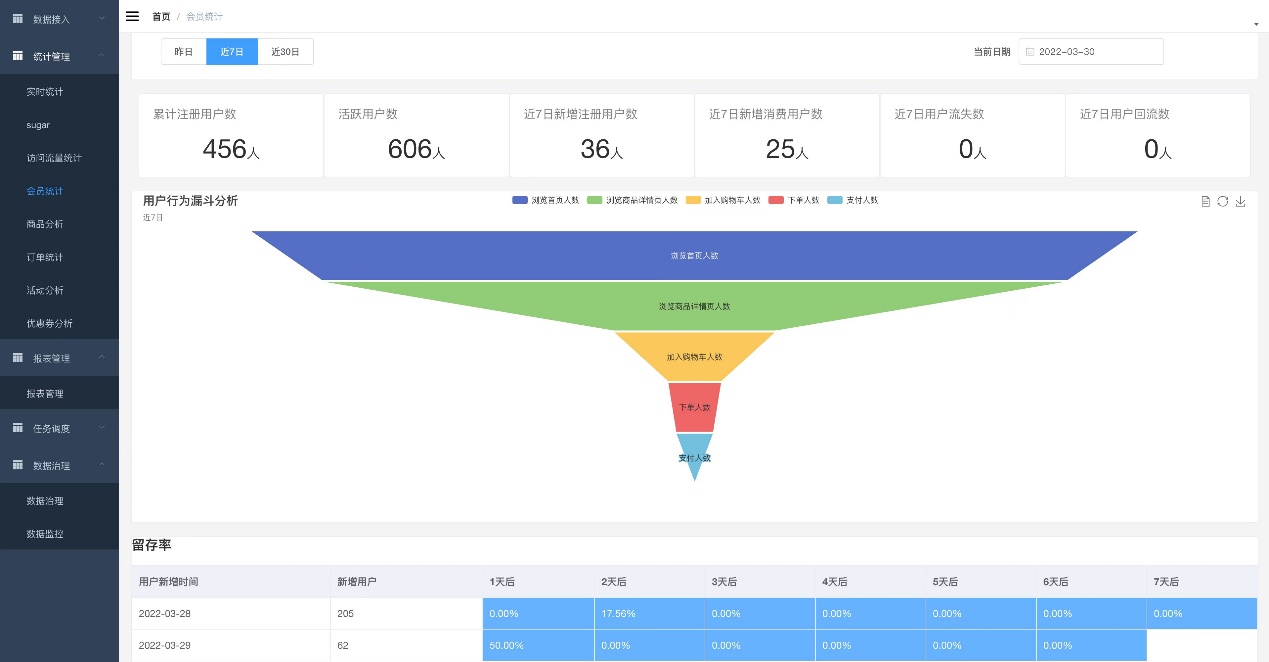 数据接入
统计管理
实时统计
sugar
访问流量统计
会员统计
商品分析
订单统计
活动分析
优惠券分析
报表管理
报表管理
任务调度
数据治理
数据治理
数据监控
首页 / 会员统计
昨日 近7日 近30日
当前日期 2022-03-30
累计注册用户数 活跃用户数 近7日新增注册用户数 近7日新增消费用户数 近7日用户流失数 近7日用户回流数
456人 606人 36人 25人 0人 0人
用户行为漏斗分析
近7日
浏览首页人数 浏览商品详情页人数 加入购物车人数 下单人数 支付人数
浏览首页人数
浏览商品详情页人数
加入购物车人数
下单人数
支付人数
留存率
用户新增时间 新增用户 1天后 2天后 3天后 4天后 5天后 6天后 7天后
2022-03-28 205 0.00% 17.56% 0.00% 0.00% 0.00% 0.00% 0.00%
2022-03-29 62 50.00% 0.00% 0.00% 0.00% 0.00% 0.00%